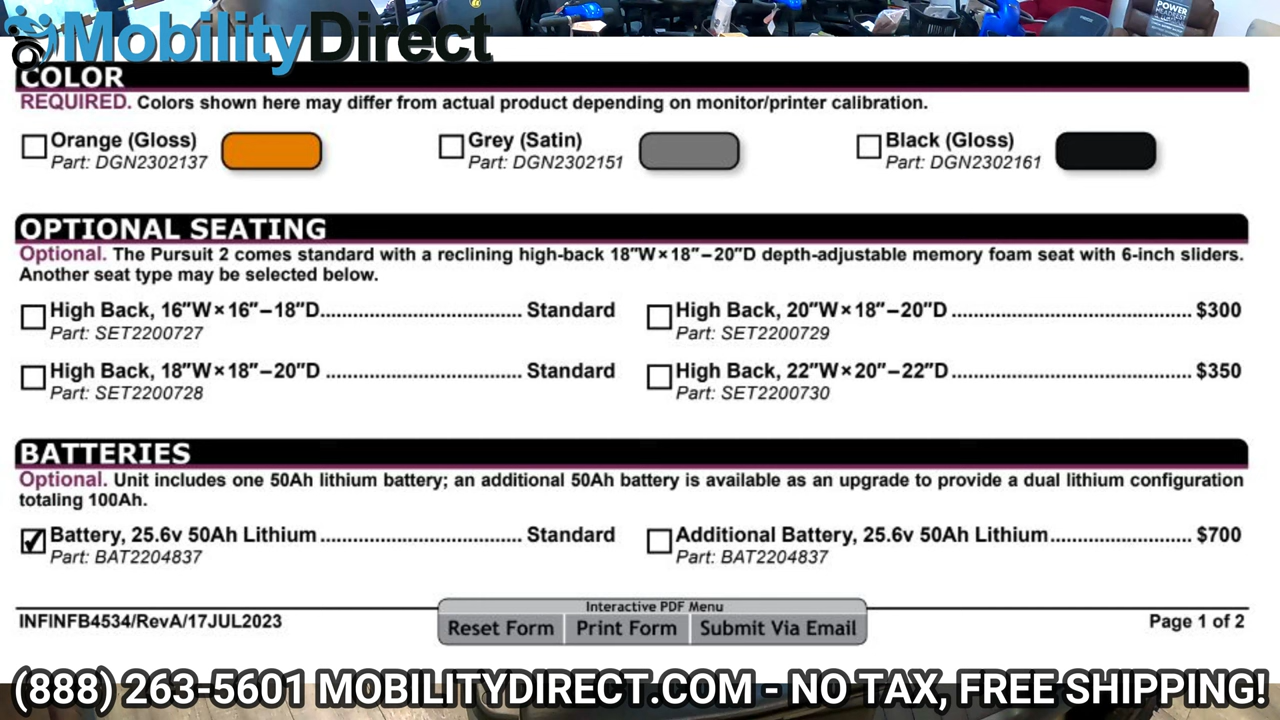 MobilityDirect
POWER
COLOR
REQUIRED. Colors shown here may differ from actual product depending on monitor/printer calibration.
Orange (Gloss)
Part: DGN2302137
Grey (Satin)
Part: DGN2302151
Black (Gloss)
Part: DGN2302161
OPTIONAL SEATING
Optional. The Pursuit 2 comes standard with a reclining high-back 18"W×18"–20"D depth-adjustable memory foam seat with 6-inch sliders.
Another seat type may be selected below.
High Back, 16"W×16"–18"D.......................................... Standard
Part: SET2200727
High Back, 20"W×18"–20"D ................................................. $300
Part: SET2200729
High Back, 18"W×18"–20"D ......................................... Standard
Part: SET2200728
High Back, 22"W×20"–22"D ................................................. $350
Part: SET2200730
BATTERIES
Optional. Unit includes one 50Ah lithium battery; an additional 50Ah battery is available as an upgrade to provide a dual lithium configuration
totaling 100Ah.
Battery, 25.6v 50Ah Lithium .......................................... Standard
Part: BAT2204837
Additional Battery, 25.6v 50Ah Lithium............................. $700
Part: BAT2204837
INFINFB4534/RevA/17JUL2023
Interactive PDF Menu
Reset Form
Print Form
Submit Via Email
Page 1 of 2
(888) 263-5601 MOBILITYDIRECT.COM - NO TAX, FREE SHIPPING!